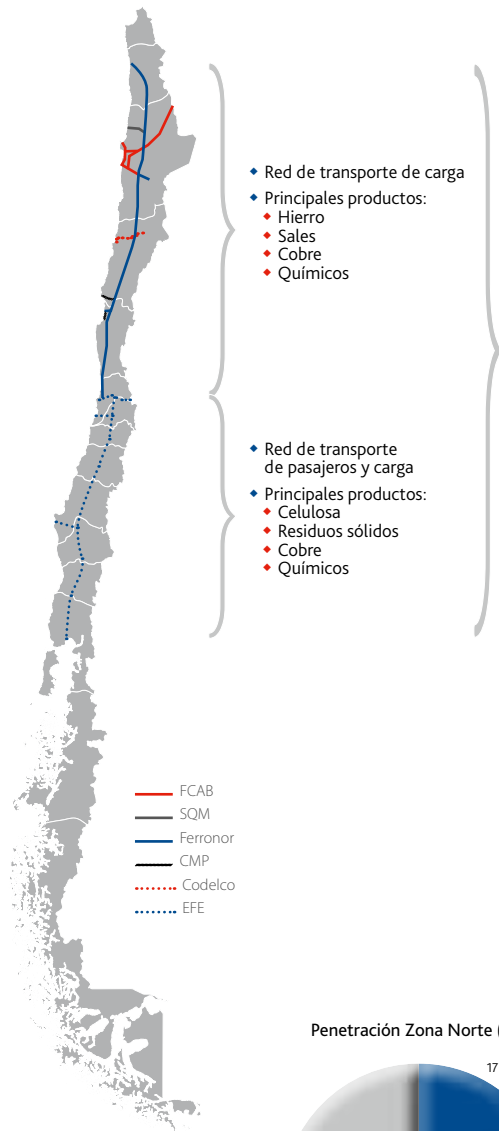 ◆ Red de transporte de carga
◆ Principales productos:
◆ Hierro
◆ Sales
◆ Cobre
◆ Químicos
◆ Red de transporte
de pasajeros y carga
◆ Principales productos:
◆ Celulosa
◆ Residuos sólidos
◆ Cobre
◆ Químicos
FCAB
SQM
Ferronor
CMP
Codelco
EFE
Penetración Zona Norte (
17